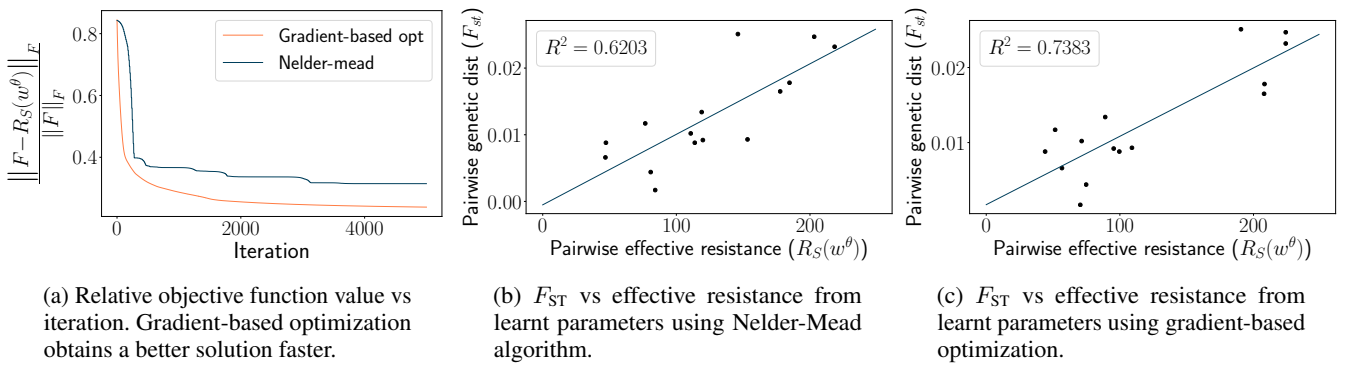 ‖F−R_S(w^θ)‖_F
‖F‖_F
0.8
0.6
0.4
0
2000
4000
Iteration
Gradient-based opt
Nelder-mead
Pairwise genetic dist (F_st)
0.02
0.01
0.00
R² = 0.6203
0
100
200
Pairwise effective resistance (R_S(w^θ))
Pairwise genetic dist (F_st)
0.02
0.01
0.00
R² = 0.7383
0
100
200
Pairwise effective resistance (R_S(w^θ))
(a) Relative objective function value vs
iteration. Gradient-based optimization
obtains a better solution faster.
(b) F_ST vs effective resistance from
learnt parameters using Nelder-Mead
algorithm.
(c) F_ST vs effective resistance from
learnt parameters using gradient-based
optimization.